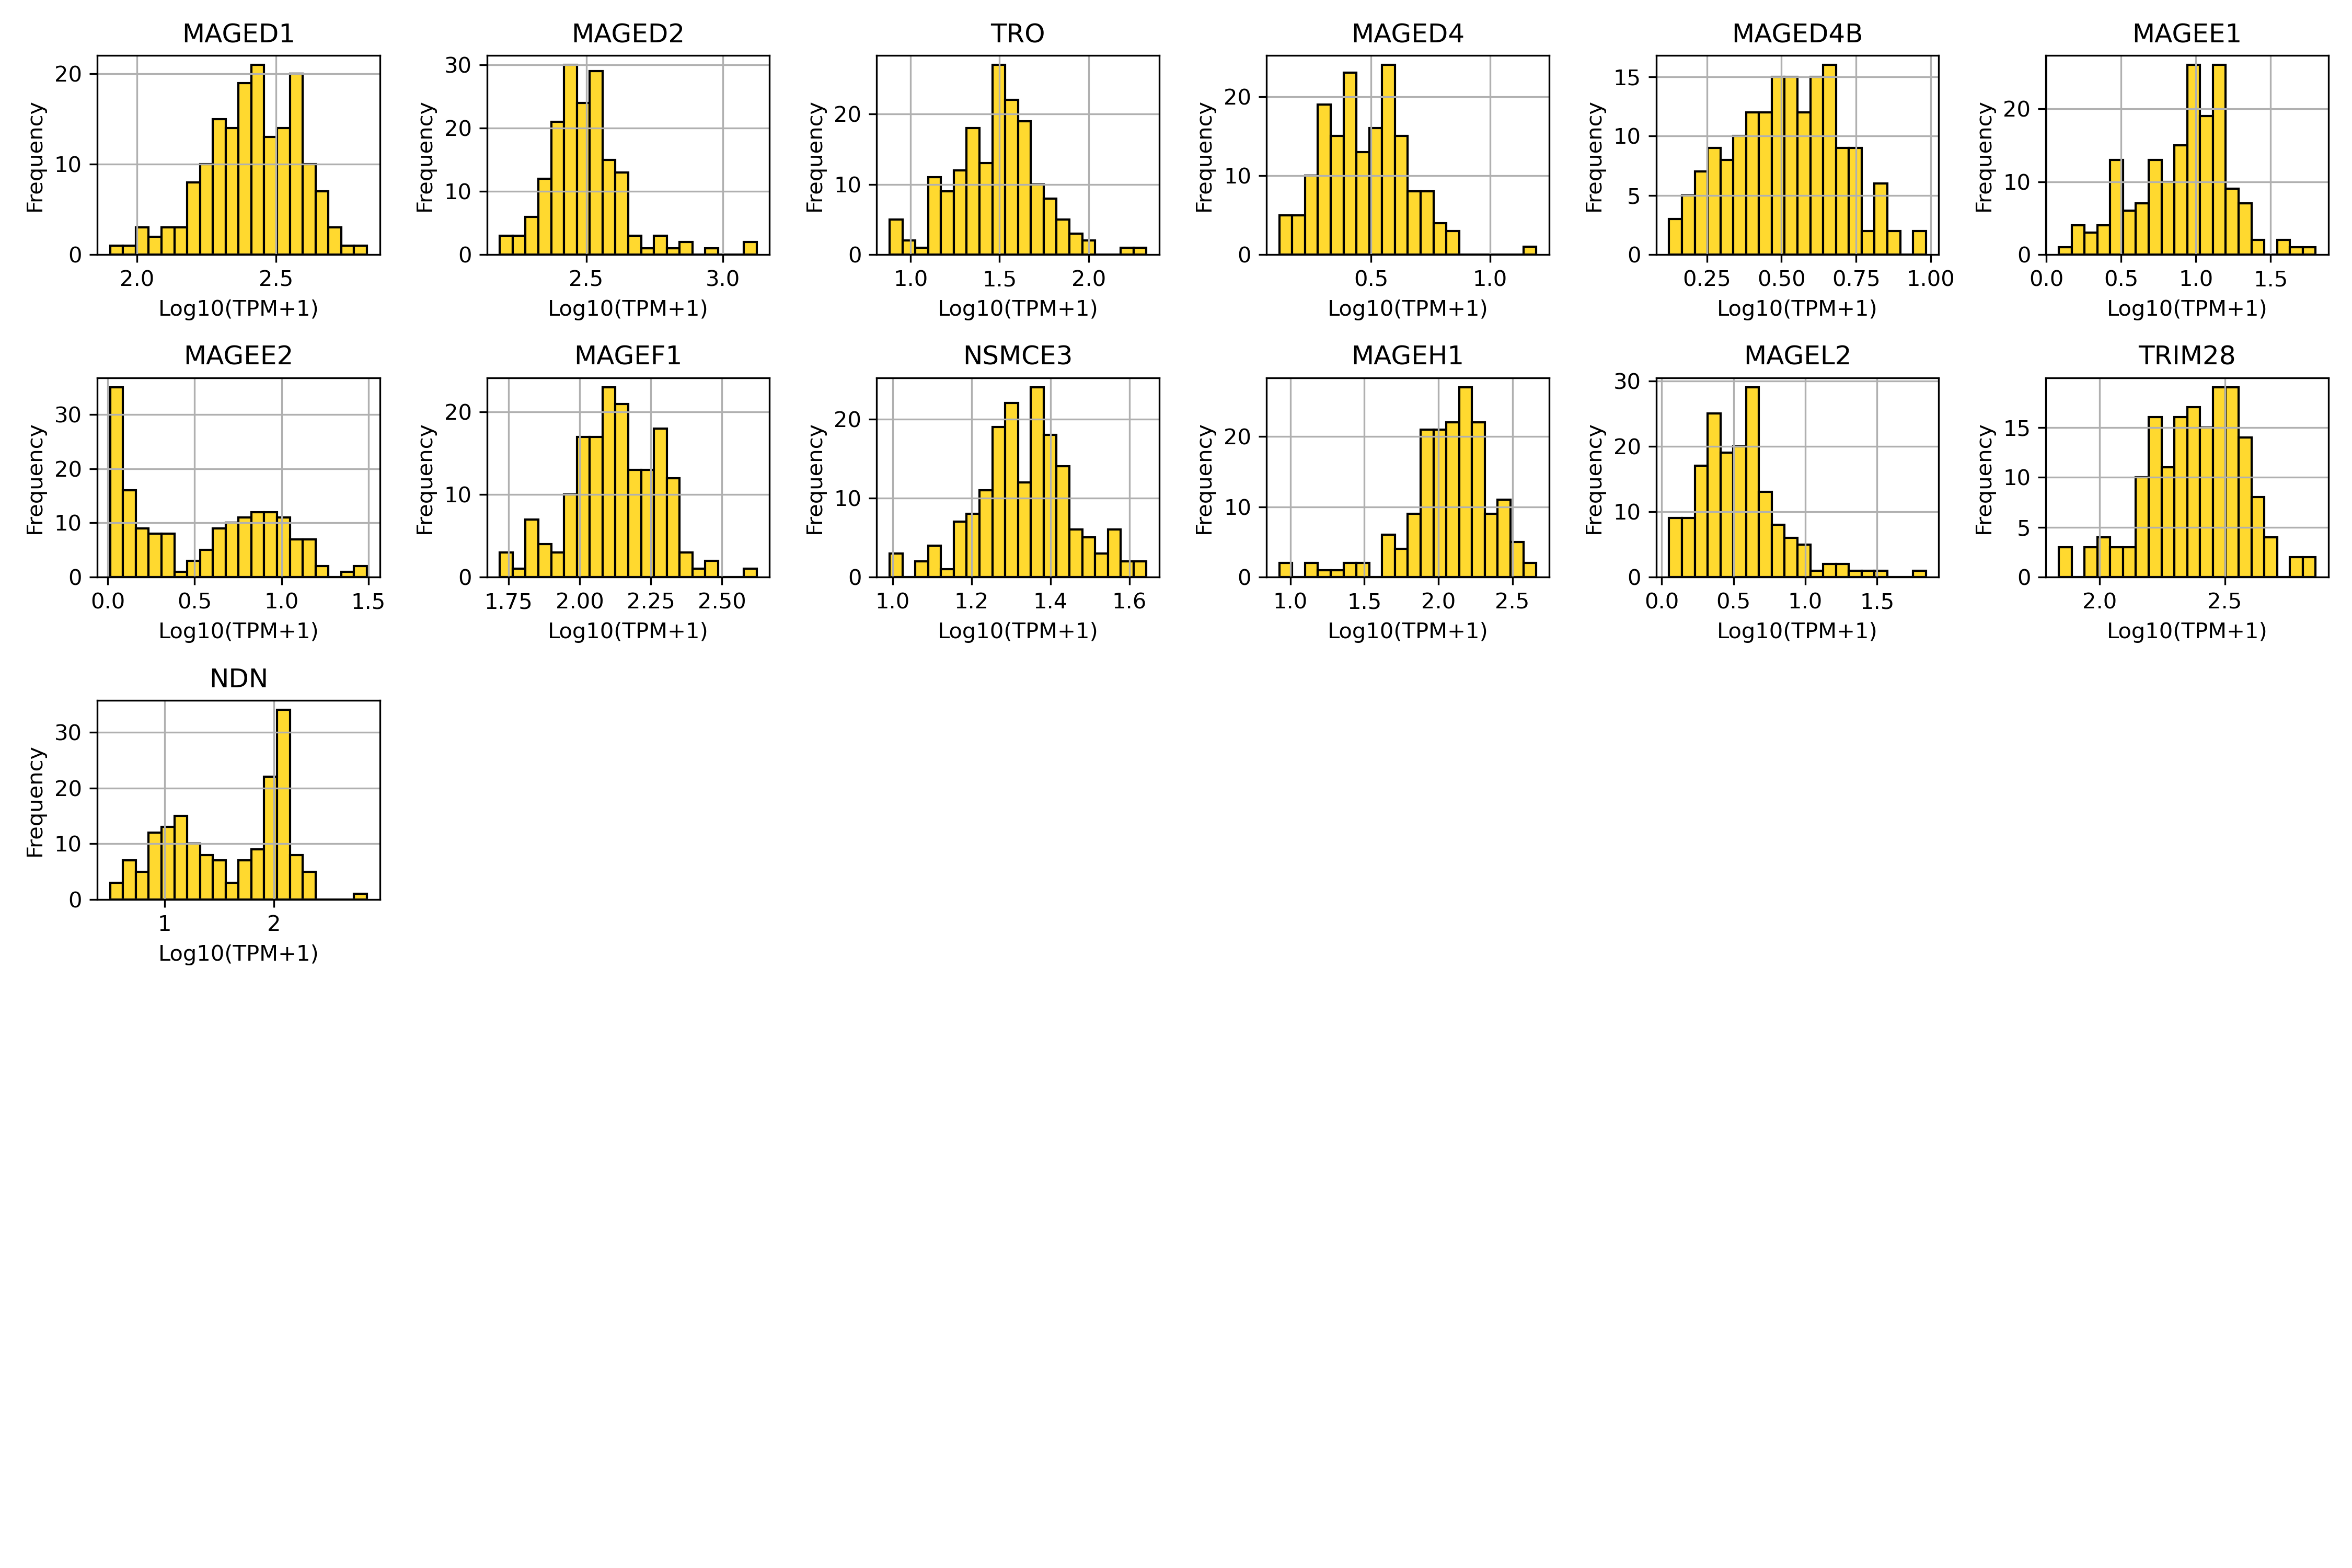 MAGED1 MAGED2 TRO MAGED4 MAGED4B MAGEE1
Frequency Frequency Frequency Frequency Frequency Frequency
20 30 20 20 15 20
10 20 10 10 10 10
0 10 0 0 5 0
0 0
2.0 2.5 2.5 3.0 1.0 1.5 2.0 0.5 1.0 0.25 0.50 0.75 1.00 0.0 0.5 1.0 1.5
Log10(TPM+1) Log10(TPM+1) Log10(TPM+1) Log10(TPM+1) Log10(TPM+1) Log10(TPM+1)
MAGEE2 MAGEF1 NSMCE3 MAGEH1 MAGEL2 TRIM28
Frequency Frequency Frequency Frequency Frequency Frequency
30 20 20 20 30 15
20 10 10 10 20 10
10 0 0 0 10 5
0 0 0
0.0 0.5 1.0 1.5 1.75 2.00 2.25 2.50 1.0 1.2 1.4 1.6 1.0 1.5 2.0 2.5 0.0 0.5 1.0 1.5 2.0 2.5
Log10(TPM+1) Log10(TPM+1) Log10(TPM+1) Log10(TPM+1) Log10(TPM+1) Log10(TPM+1)
NDN
Frequency
30
20
10
0
1 2
Log10(TPM+1)